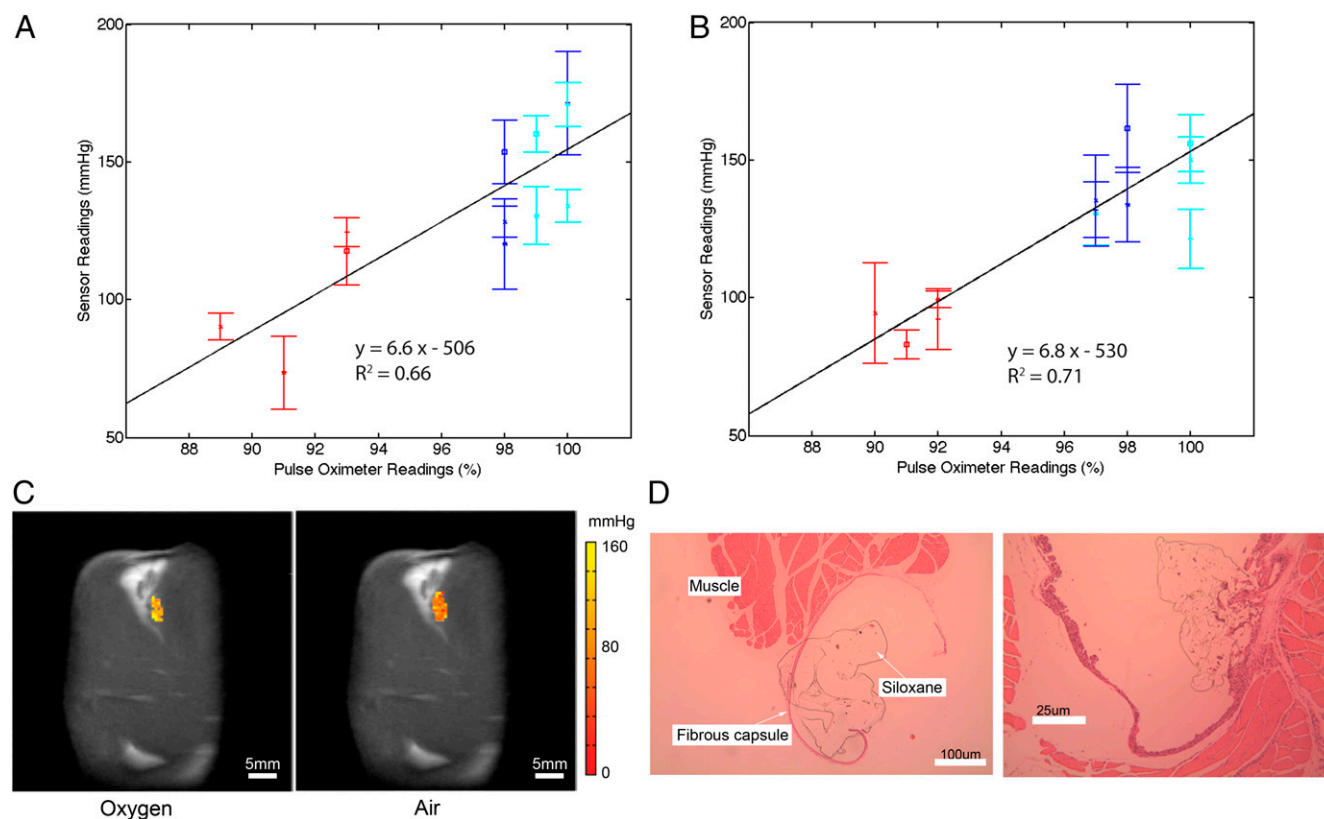 A
200
150
100
50
Sensor Readings (mmHg)
y = 6.6 x - 506
R² = 0.66
88 90 92 94 96 98 100
Pulse Oximeter Readings (%)
B
200
150
100
50
Sensor Readings (mmHg)
y = 6.8 x - 530
R² = 0.71
88 90 92 94 96 98 100
Pulse Oximeter Readings (%)
C
mmHg
160
80
0
5mm
5mm
Oxygen
Air
D
Muscle
Siloxane
Fibrous capsule
100um
25um